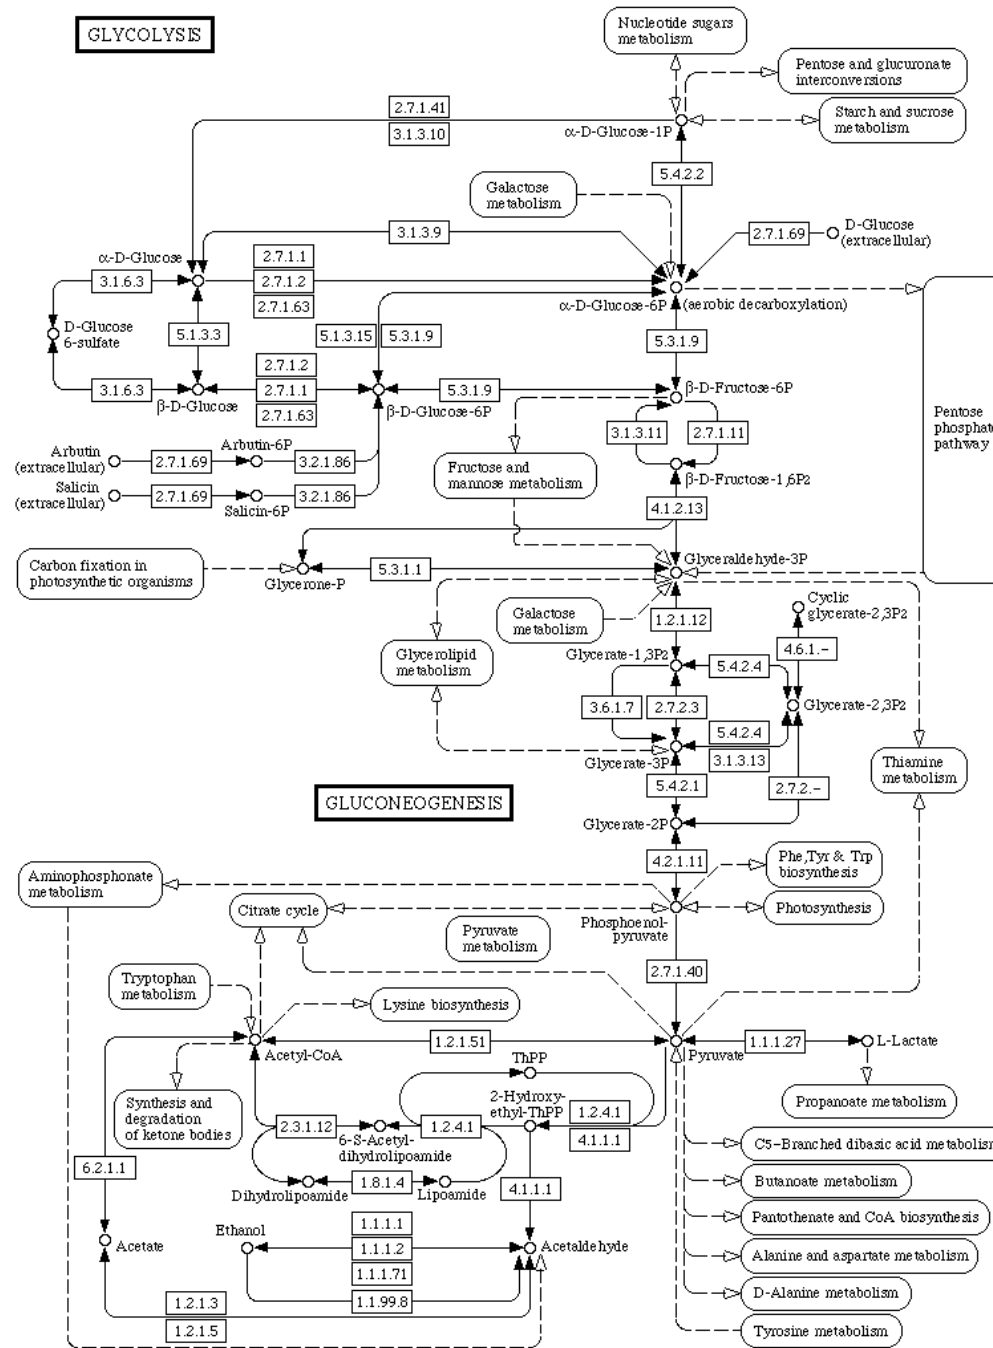 GLYCOLYSIS
Nucleotide sugars
metabolism
Pentose and glucuronate
interconversions
2.7.1.41
3.1.3.10
α-D-Glucose-1P
Starch and sucrose
metabolism
5.4.2.2
Galactose
metabolism
3.1.3.9
2.7.1.69
D-Glucose
(extracellular)
α-D-Glucose
3.1.6.3
2.7.1.1
2.7.1.2
2.7.1.63
α-D-Glucose-6P
(aerobic decarboxylation)
D-Glucose
6-sulfate
5.1.3.3
5.1.3.15
5.3.1.9
5.3.1.9
3.1.6.3
β-D-Glucose
2.7.1.2
2.7.1.1
2.7.1.63
β-D-Glucose-6P
5.3.1.9
β-D-Fructose-6P
Pentose
phosphate
pathway
3.1.3.11
2.7.1.11
Arbutin
(extracellular)
2.7.1.69
Arbutin-6P
3.2.1.86
Fructose and
mannose metabolism
β-D-Fructose-1,6P2
Salicin
(extracellular)
2.7.1.69
Salicin-6P
3.2.1.86
4.1.2.13
Carbon fixation in
photosynthetic organisms
Glycerone-P
5.3.1.1
Glyceraldehyde-3P
Galactose
metabolism
1.2.1.12
Cyclic
glycerate-2,3P2
Glycerolipid
metabolism
Glycerate-1,3P2
5.4.2.4
4.6.1.-
3.6.1.7
2.7.2.3
Glycerate-2,3P2
5.4.2.4
3.1.3.13
Glycerate-3P
Thiamine
metabolism
5.4.2.1
2.7.2.-
GLUCONEOGENESIS
Glycerate-2P
4.2.1.11
Phe,Tyr & Trp
biosynthesis
Aminophosphonate
metabolism
Citrate cycle
Pyruvate
metabolism
Phosphoenol-
pyruvate
Photosynthesis
2.7.1.40
Tryptophan
metabolism
Lysine biosynthesis
Acetyl-CoA
1.2.1.51
Pyruvate
1.1.1.27
L-Lactate
ThPP
Synthesis and
degradation
of ketone bodies
2-Hydroxy-
ethyl-ThPP
Propanoate metabolism
2.3.1.12
6-S-Acetyl-
dihydrolipoamide
1.2.4.1
1.2.4.1
4.1.1.1
C5-Branched dibasic acid metabolism
6.2.1.1
Dihydrolipoamide
1.8.1.4
Lipoamide
4.1.1.1
Butanoate metabolism
Pantothenate and CoA biosynthesis
Acetate
Ethanol
1.1.1.1
1.1.1.2
1.1.1.71
1.1.99.8
Acetaldehyde
Alanine and aspartate metabolism
D-Alanine metabolism
1.2.1.3
1.2.1.5
Tyrosine metabolism